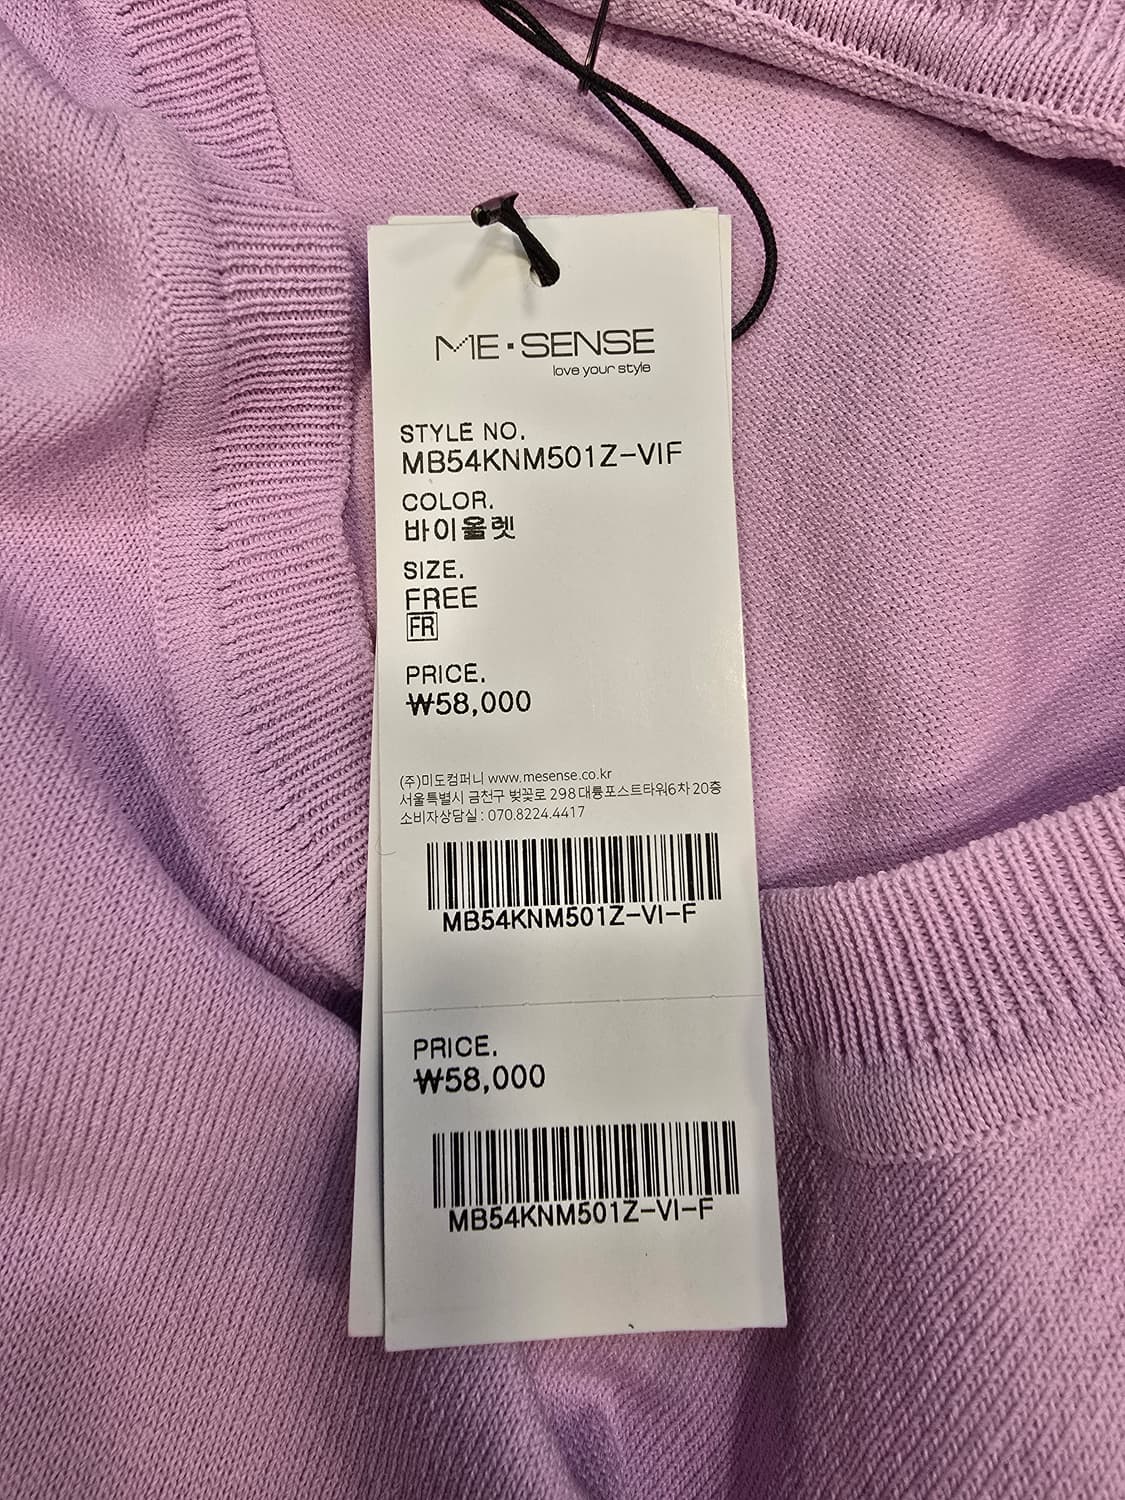 ME·SENSE
love your style
STYLE NO.
MB54KNM501Z-VIF
COLOR.
바이올렛
SIZE.
FREE
FR
PRICE.
₩58,000
(주)미도컴퍼니 www.mesense.co.kr
서울특별시 금천구 벚꽃로 298 대륭포스트타워6차 20층
소비자상담실 : 070.8224.4417
MB54KNM501Z-VI-F
PRICE.
₩58,000
MB54KNM501Z-VI-F